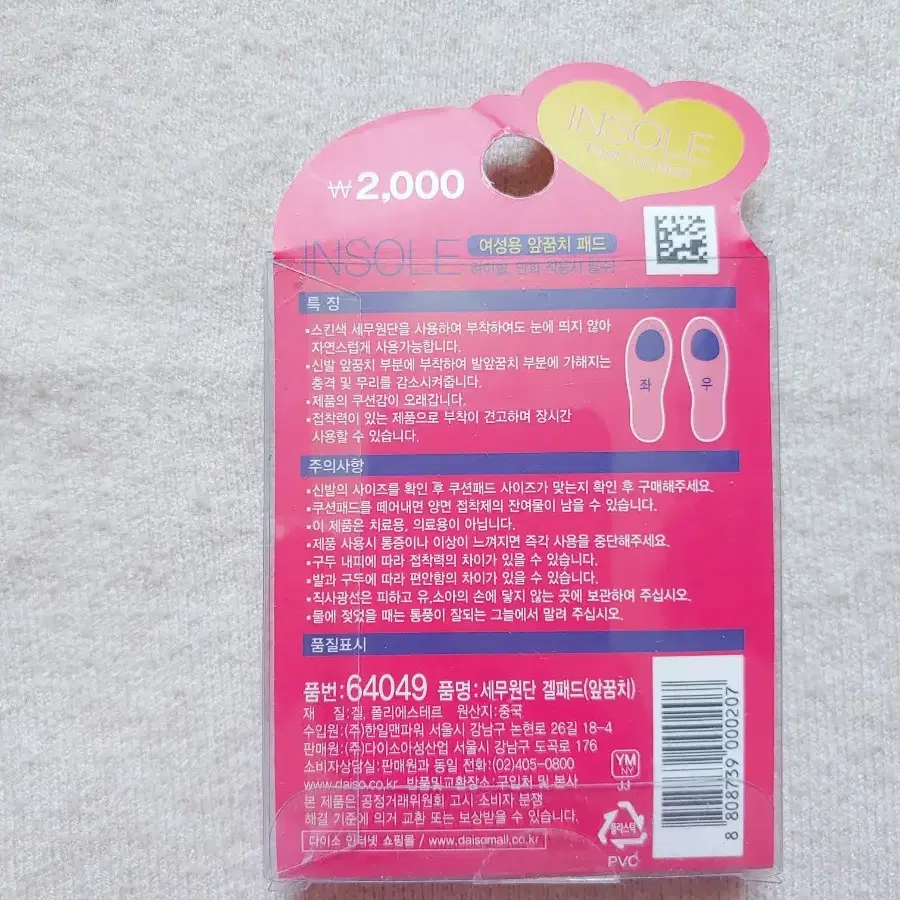 INSOLE
₩2,000
INSOLE 여성용 앞꿈치 패드
특 징
▪스킨색 세무원단을 사용하여 부착하여도 눈에 띄지 않아
자연스럽게 사용가능합니다.
▪신발 앞꿈치 부분에 부착하여 발앞꿈치 부분에 가해지는
충격 및 무리를 감소시켜줍니다.
▪제품의 쿠션감이 오래갑니다.
▪접착력이 있는 제품으로 부착이 견고하며 장시간
사용할 수 있습니다.
좌 우
주의사항
▪신발의 사이즈를 확인 후 쿠션패드 사이즈가 맞는지 확인 후 구매해주세요.
▪쿠션패드를 떼어내면 양면 접착제의 잔여물이 남을 수 있습니다.
▪이 제품은 치료용, 의료용이 아닙니다.
▪제품 사용시 통증이나 이상이 느껴지면 즉각 사용을 중단해주세요.
▪구두 내피에 따라 접착력의 차이가 있을 수 있습니다.
▪발과 구두에 따라 편안함의 차이가 있을 수 있습니다.
▪직사광선은 피하고 유,소아의 손에 닿지 않는 곳에 보관하여 주십시오.
▪물에 젖었을 때는 통풍이 잘되는 그늘에서 말려 주십시오.
품질표시
품번:64049 품명:세무원단 겔패드(앞꿈치)
재 질:겔, 폴리에스테르 원산지:중국
수입원:(주)한일맨파워 서울시 강남구 논현로 26길 18-4
판매원:(주)다이소아성산업 서울시 강남구 도곡로 176
소비자상담실:판매원과 동일 전화:(02)405-0800
www.daiso.co.kr 반품및교환장소:구입처 및 본사
본 제품은 공정거래위원회 고시 소비자 분쟁
해결 기준에 의거 교환 또는 보상받을 수 있습니다.
다이소 인터넷 쇼핑몰 / www.daisomall.co.kr
YM
NY
J3
플라스틱
PVC
8 808739 000207